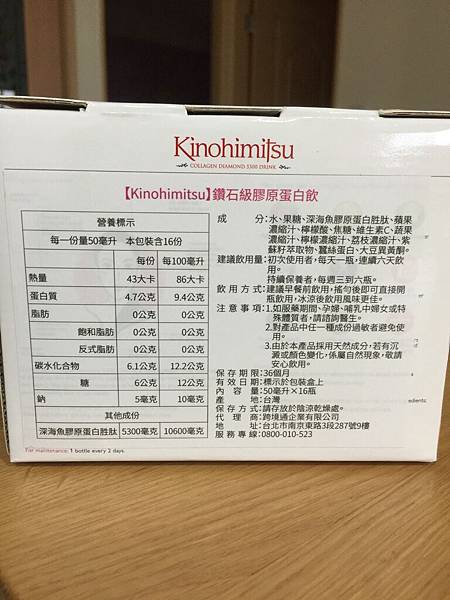 Kinohimitsu
COLLAGEN DIAMOND 5300 DRINK
【Kinohimitsu】鑽石級膠原蛋白飲
營養標示
每一份量50毫升 本包裝含16份
每份 每100毫升
熱量 43大卡 86大卡
蛋白質 4.7公克 9.4公克
脂肪 0公克 0公克
飽和脂肪 0公克 0公克
反式脂肪 0公克 0公克
碳水化合物 6.1公克 12.2公克
糖 6公克 12公克
鈉 5毫克 10毫克
其他成份
深海魚膠原蛋白胜肽 5300毫克 10600毫克
For maintenance: 1 bottle every 2 days.
成分:水、果糖、深海魚膠原蛋白胜肽、蘋果
濃縮汁、檸檬酸、焦糖、維生素C、蔬果
濃縮汁、檸檬濃縮汁、荔枝濃縮汁、紫
蘇籽萃取物、蠶絲蛋白、大豆異黃酮。
建議飲用量:初次使用者，每天一瓶，連續六天飲
用。
持續保養者，每週三到六瓶。
飲用方式:建議早餐前飲用，搖勻後即可直接開
瓶飲用，冰涼後飲用風味更佳。
注意事項:1.如服藥期間、孕婦、哺乳中婦女或特
殊體質者，請諮詢醫生。
2.對產品中任一種成份過敏者避免使
用。
3.由於本產品採用天然成分，若有沉
澱或顏色變化，係屬自然現象，敬請
安心飲用。
保存期限:36個月
有效日期:標示於包裝盒上
內容量:50毫升×16瓶
產地:台灣
保存方式:請存放於陰涼乾燥處。
代理商:跨境通企業有限公司
地址:台北市南京東路3段287號9樓
服務專線:0800-010-523
edients: